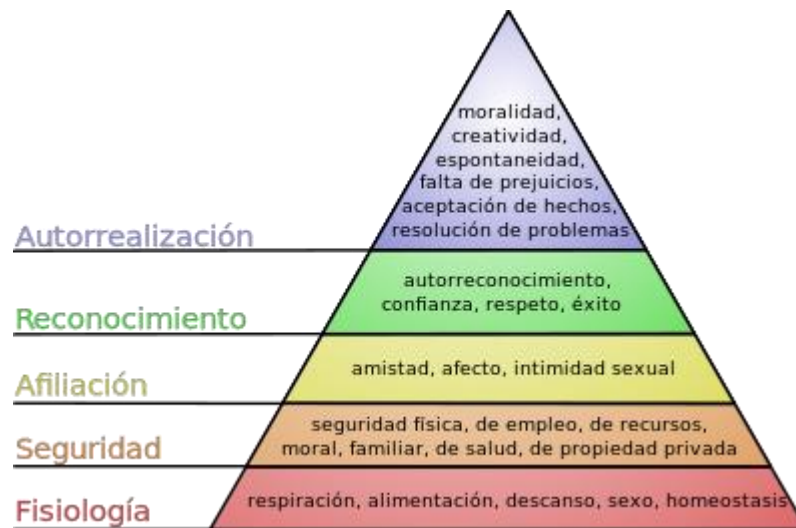 moralidad,
creatividad,
espontaneidad,
falta de prejuicios,
aceptación de hechos,
resolución de problemas
Autorrealización
autorreconocimiento,
confianza, respeto, éxito
Reconocimiento
amistad, afecto, intimidad sexual
Afiliación
seguridad física, de empleo, de recursos,
moral, familiar, de salud, de propiedad privada
Seguridad
respiración, alimentación, descanso, sexo, homeostasis
Fisiología